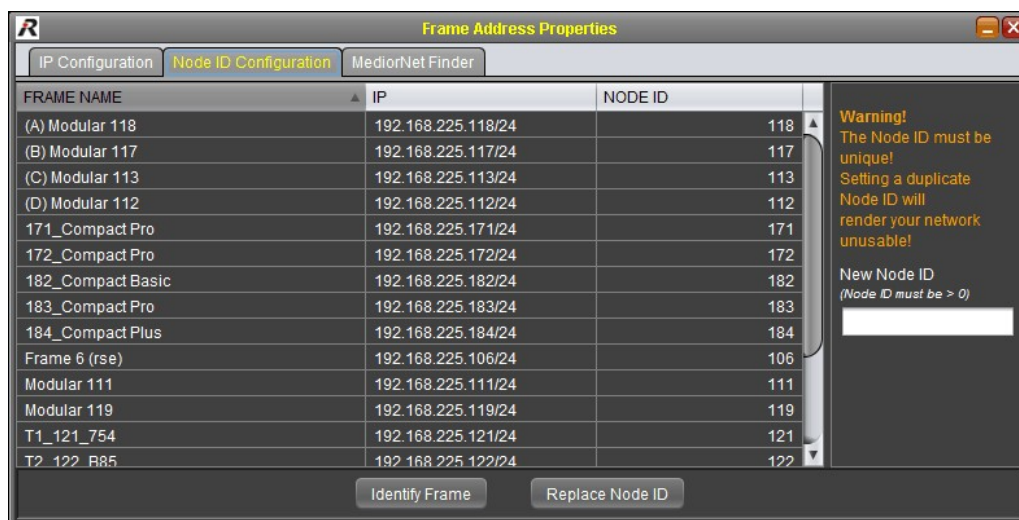 Frame Address Properties
IP Configuration Node ID Configuration MediorNet Finder
FRAME NAME IP NODE ID
(A) Modular 118 192.168.225.118/24 118
(B) Modular 117 192.168.225.117/24 117
(C) Modular 113 192.168.225.113/24 113
(D) Modular 112 192.168.225.112/24 112
171_Compact Pro 192.168.225.171/24 171
172_Compact Pro 192.168.225.172/24 172
182_Compact Basic 192.168.225.182/24 182
183_Compact Pro 192.168.225.183/24 183
184_Compact Plus 192.168.225.184/24 184
Frame 6 (rse) 192.168.225.106/24 106
Modular 111 192.168.225.111/24 111
Modular 119 192.168.225.119/24 119
T1_121_754 192.168.225.121/24 121
T2_122_B85 192.168.225.122/24 122
Warning!
The Node ID must be
unique!
Setting a duplicate
Node ID will
render your network
unusable!
New Node ID
(Node ID must be > 0)
Identify Frame Replace Node ID